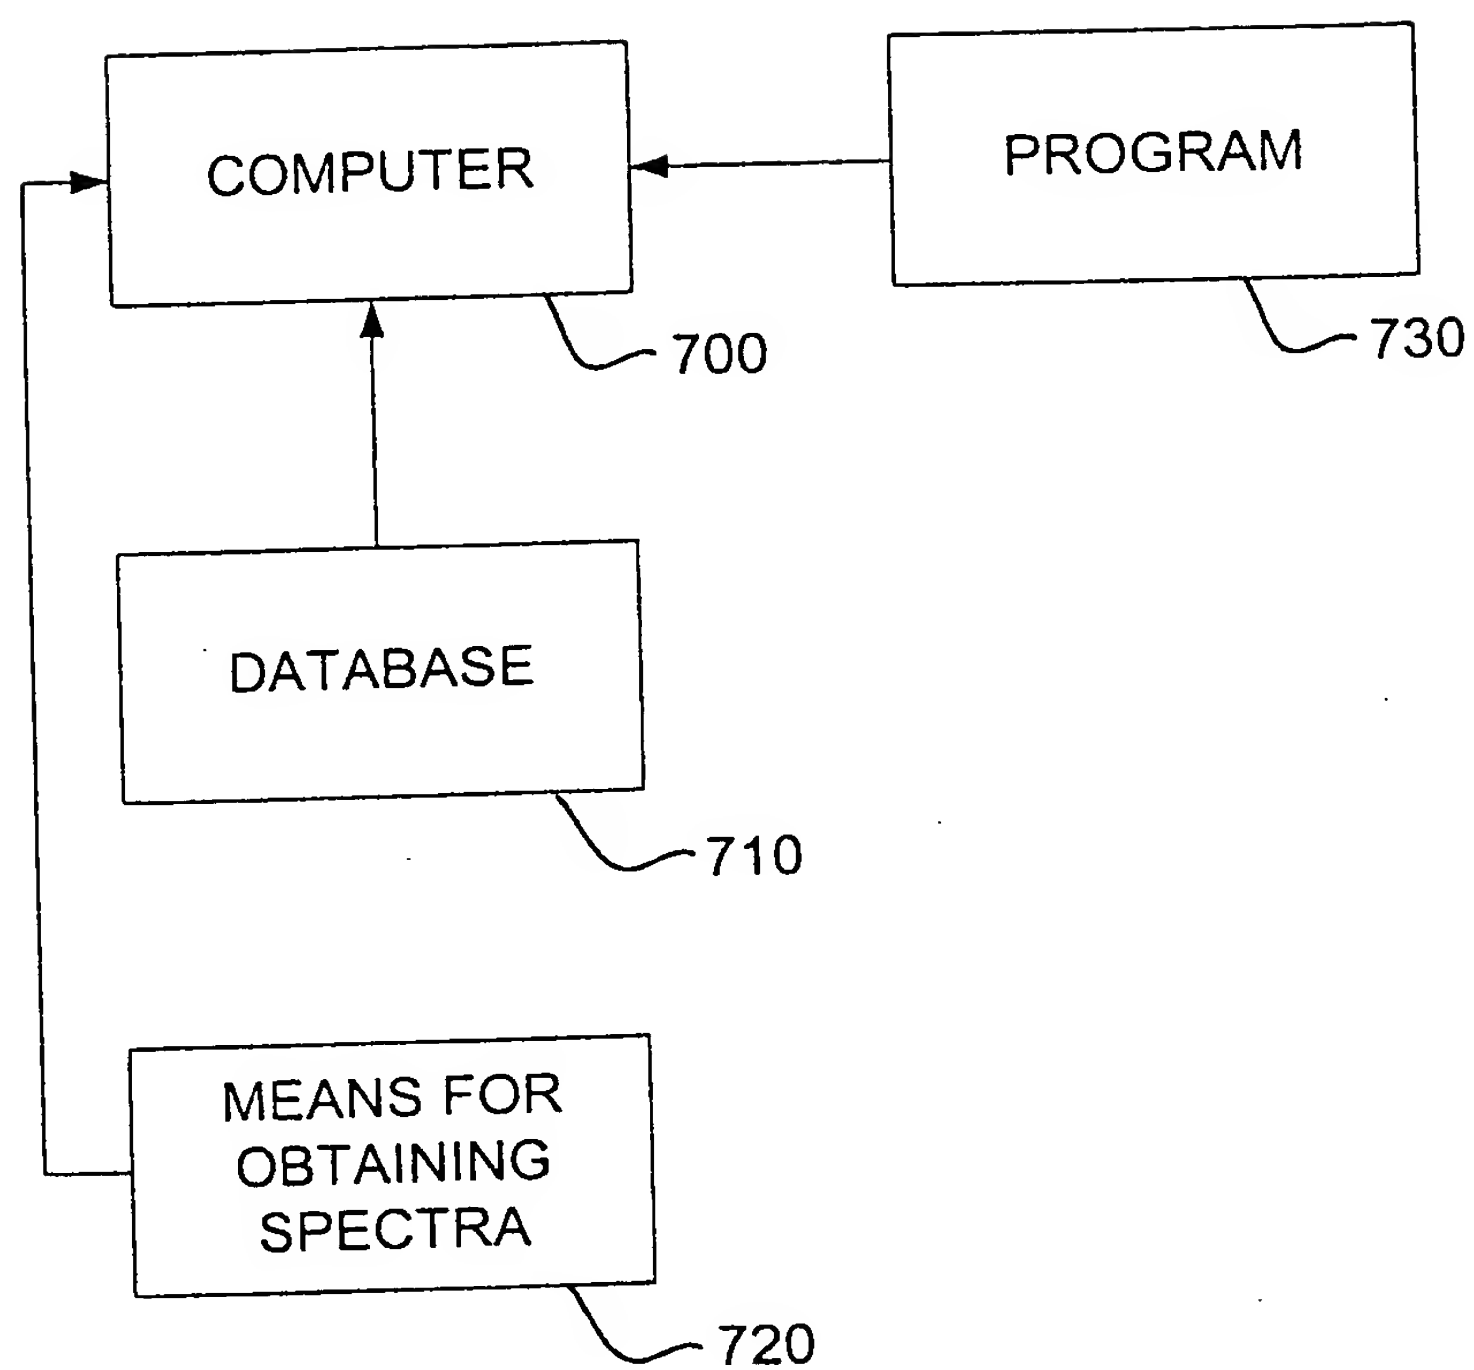 COMPUTER
700
PROGRAM
730
DATABASE
710
MEANS FOR
OBTAINING
SPECTRA
720